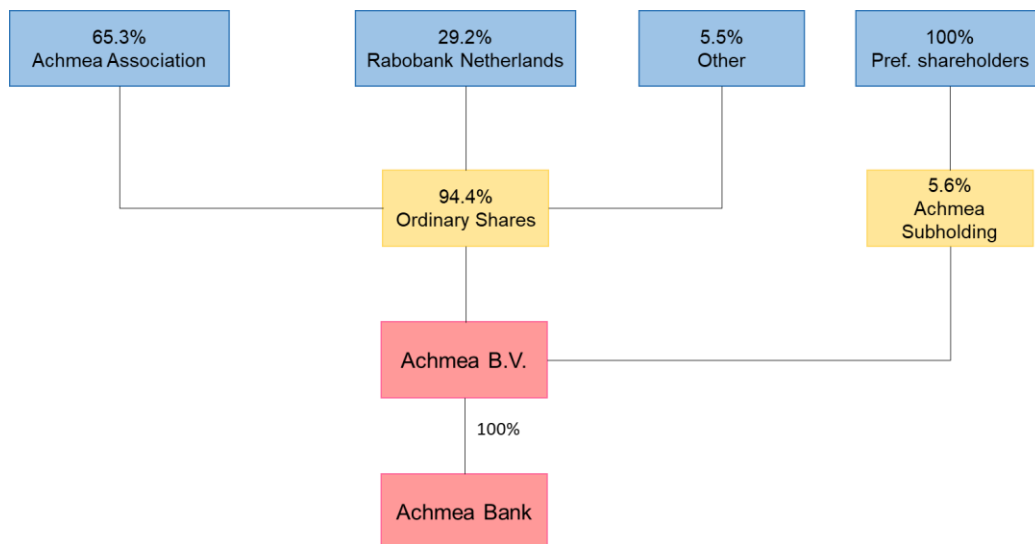 65.3%
Achmea Association
29.2%
Rabobank Netherlands
5.5%
Other
100%
Pref. shareholders
94.4%
Ordinary Shares
5.6%
Achmea
Subholding
Achmea B.V.
100%
Achmea Bank